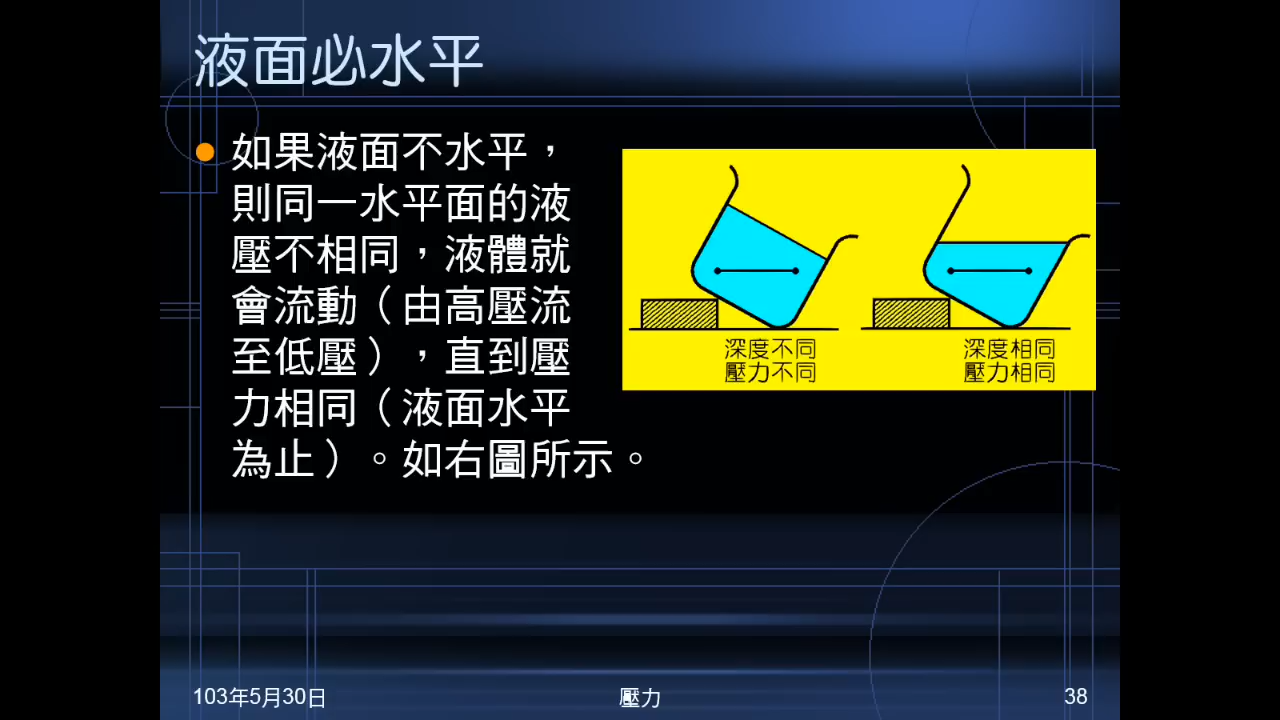 液面必水平
如果液面不水平，
則同一水平面的液
壓不相同，液體就
會流動（由高壓流
至低壓），直到壓
力相同（液面水平
為止）。如右圖所示。
深度不同
壓力不同
深度相同
壓力相同
103年5月30日
壓力
38